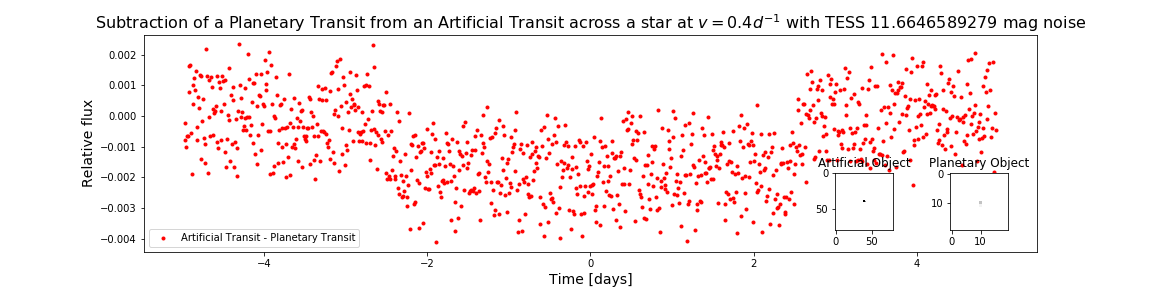 Subtraction of a Planetary Transit from an Artificial Transit across a star at v = 0.4d⁻¹ with TESS 11.6646589279 mag noise
Relative flux
0.002
0.001
0.000
−0.001
−0.002
−0.003
−0.004
Artificial Transit - Planetary Transit
Artificial Object
0
50
0 50
Planetary Object
0
10
0 10
−4 −2 0 2 4
Time [days]